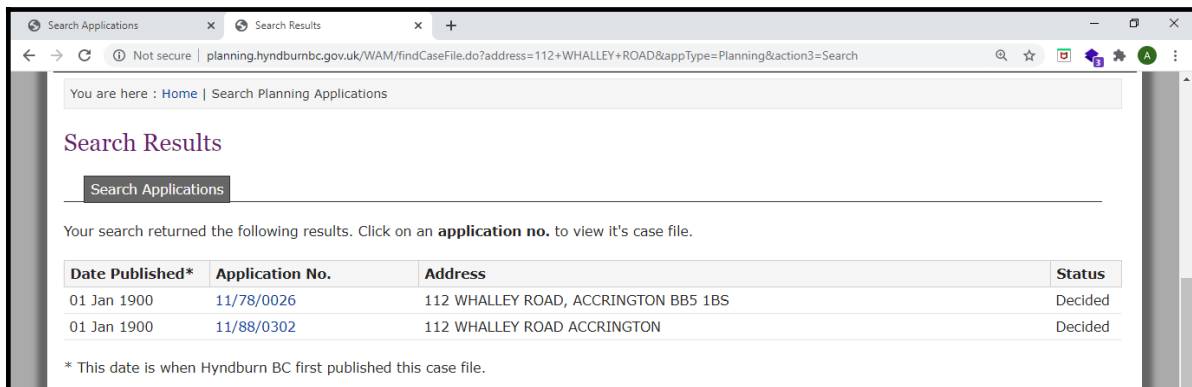 Search Applications
Search Results
Not secure | planning.hyndburnbc.gov.uk/WAM/findCaseFile.do?address=112+WHALLEY+ROAD&appType=Planning&action3=Search
3
A
You are here : Home | Search Planning Applications
Search Results
Search Applications
Your search returned the following results. Click on an application no. to view it's case file.
Date Published* Application No. Address Status
01 Jan 1900 11/78/0026 112 WHALLEY ROAD, ACCRINGTON BB5 1BS Decided
01 Jan 1900 11/88/0302 112 WHALLEY ROAD ACCRINGTON Decided
* This date is when Hyndburn BC first published this case file.